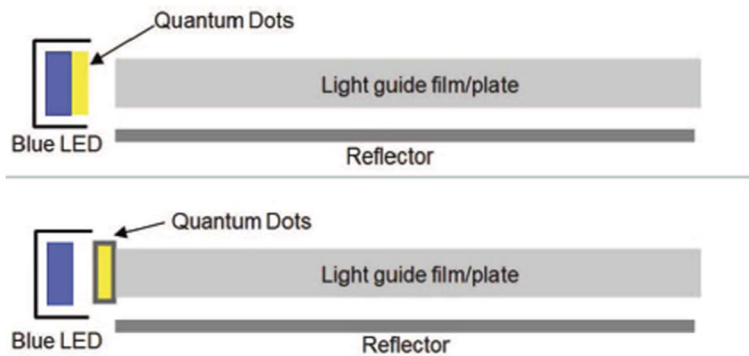 Quantum Dots
Light guide film/plate
Blue LED
Reflector
Quantum Dots
Light guide film/plate
Blue LED
Reflector